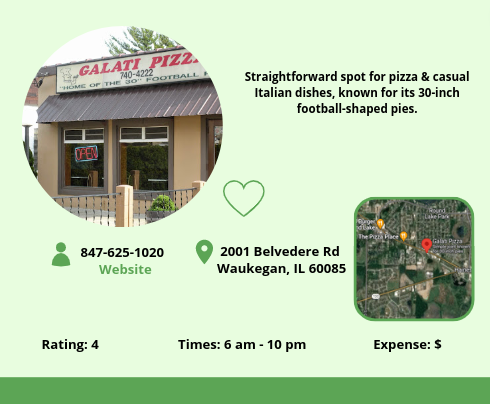 GALATI PIZZ
740-4222
"HOME OF THE 30" FOOTBALL
OPEN
Straightforward spot for pizza & casual
Italian dishes, known for its 30-inch
football-shaped pies.
847-625-1020
Website
2001 Belvedere Rd
Waukegan, IL 60085
Round
Lake Park
Burger
The Pizza Place
Galati Pizza
Rating: 4
Times: 6 am - 10 pm
Expense: $